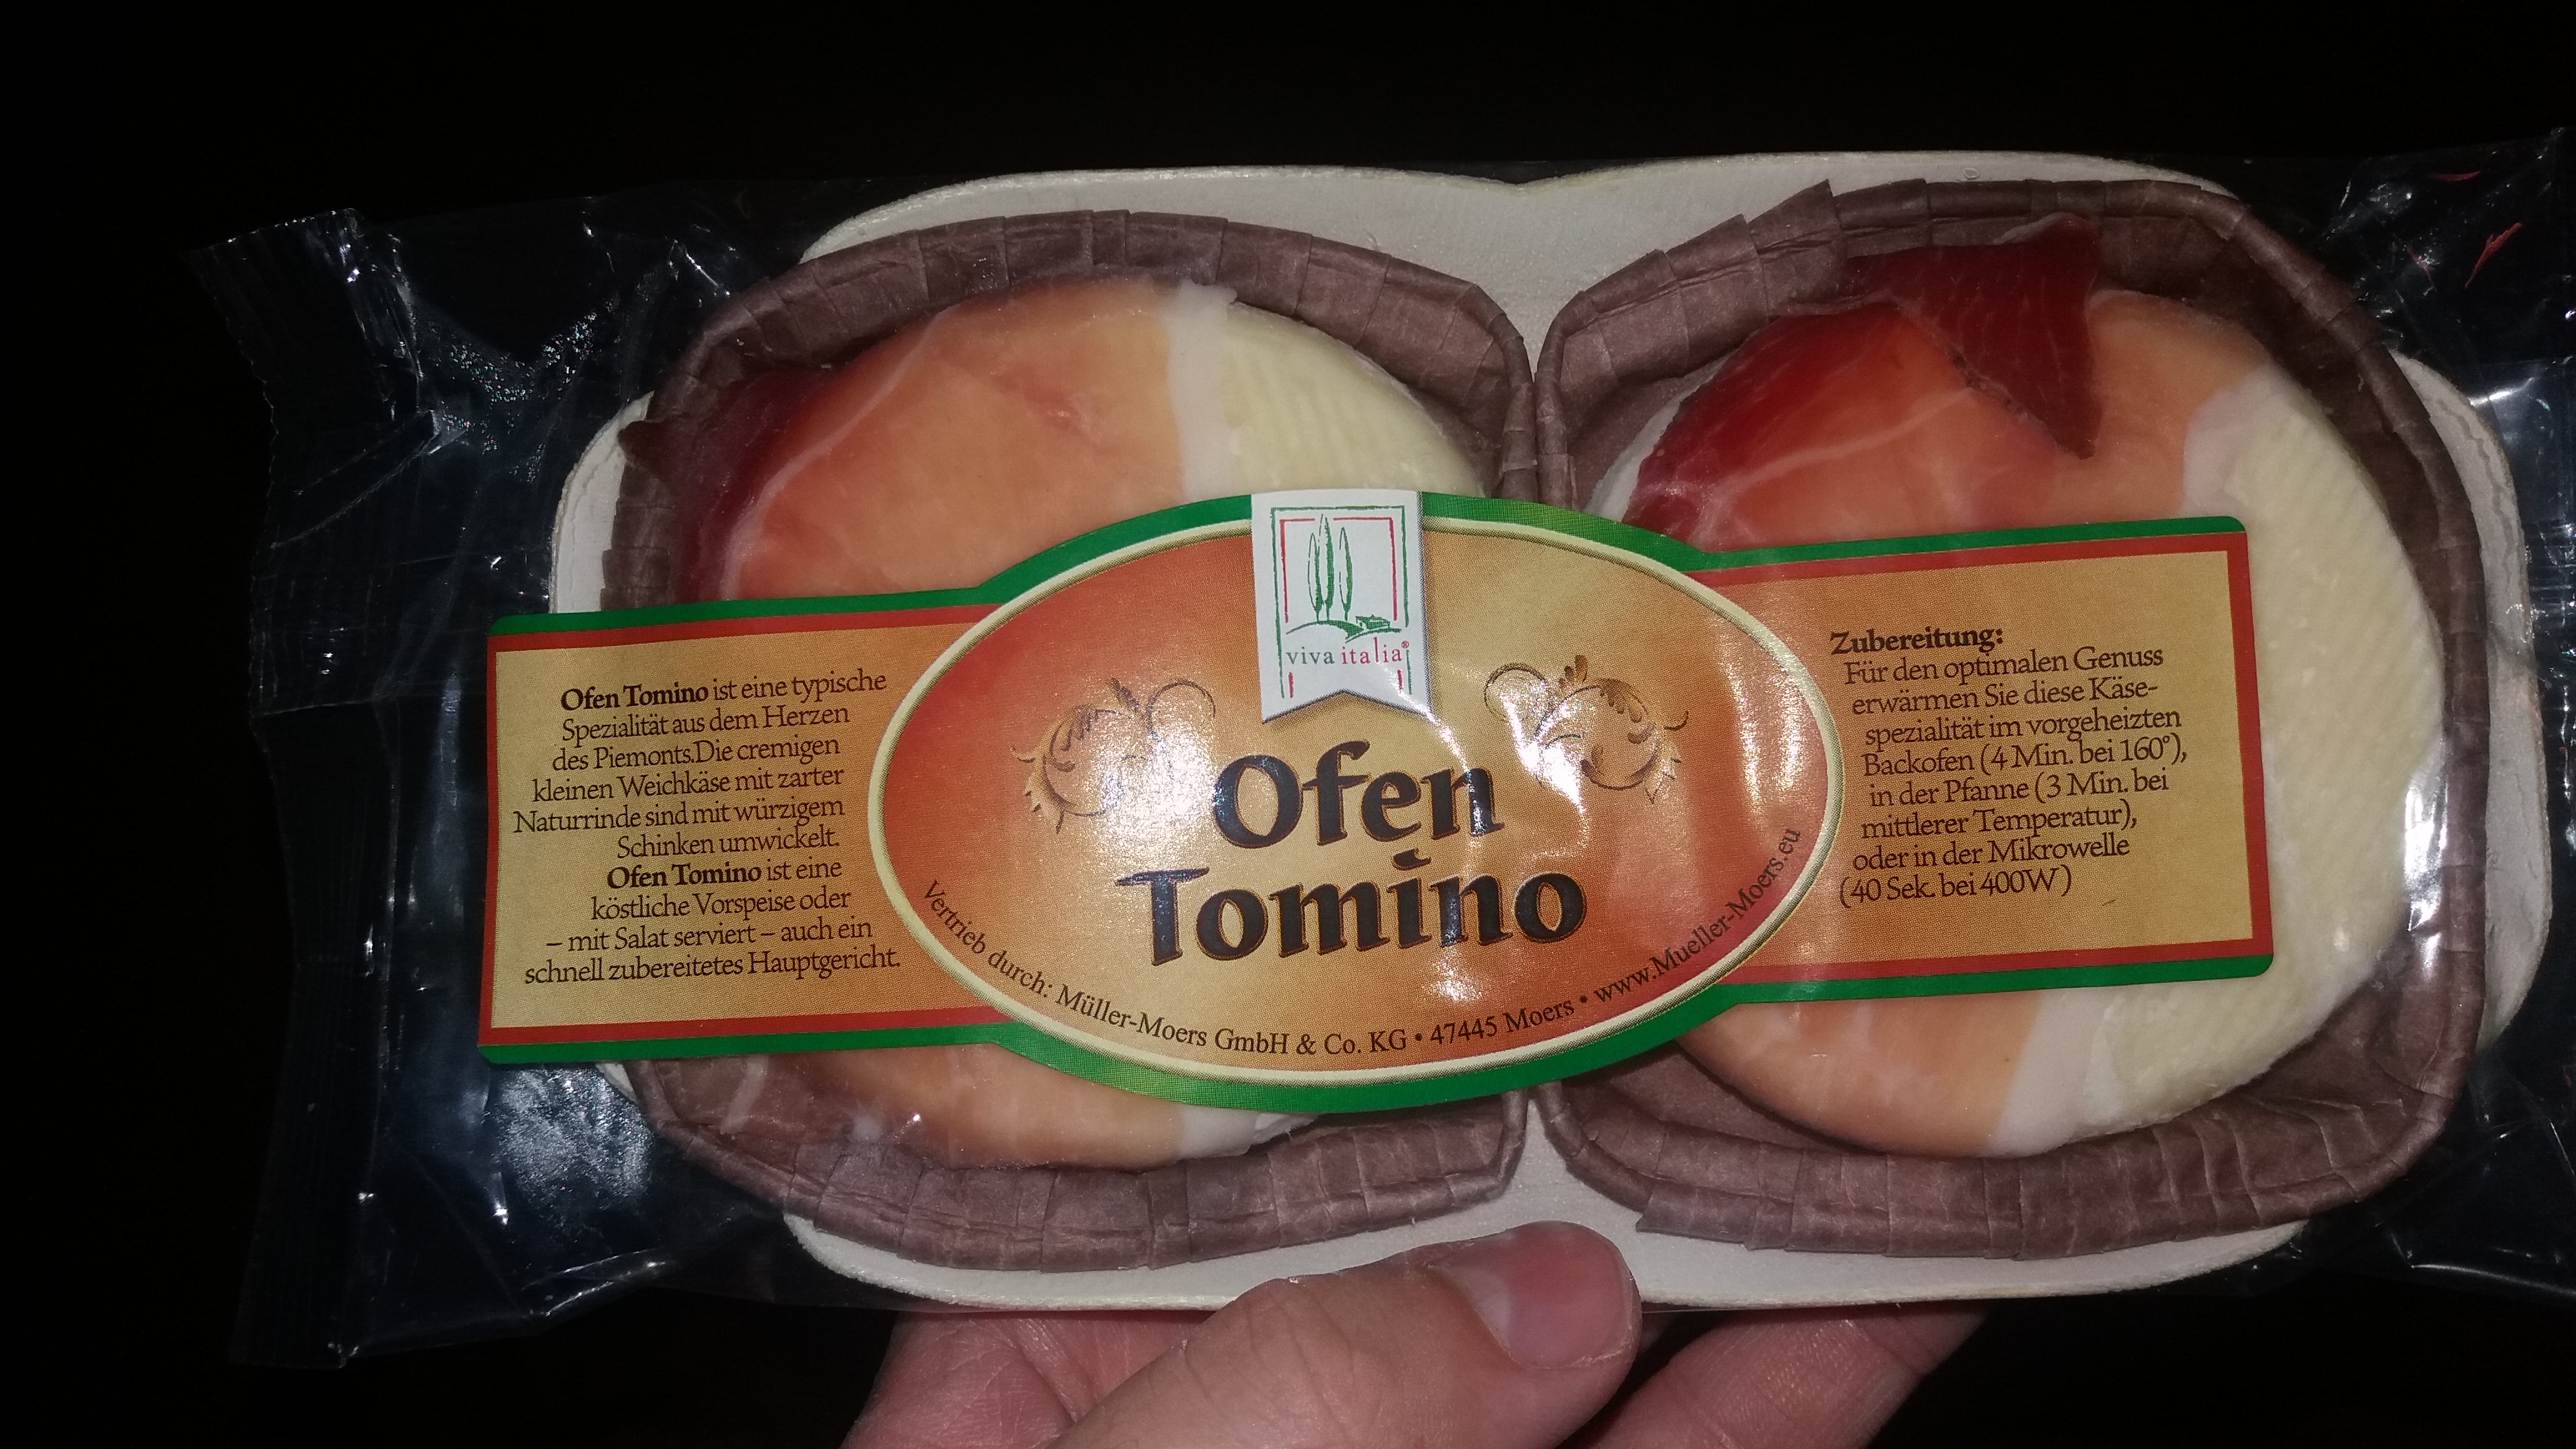 viva italia®
Ofen
Tomino
Vertrieb durch: Müller-Moers GmbH & Co. KG • 47445 Moers • www.Mueller-Moers.eu
Ofen Tomino ist eine typische
Spezialität aus dem Herzen
des Piemonts.Die cremigen
kleinen Weichkäse mit zarter
Naturrinde sind mit würzigem
Schinken umwickelt.
Ofen Tomino ist eine
köstliche Vorspeise oder
– mit Salat serviert – auch ein
schnell zubereitetes Hauptgericht.
Zubereitung:
Für den optimalen Genuss
erwärmen Sie diese Käse-
spezialität im vorgeheizten
Backofen (4 Min. bei 160°),
in der Pfanne (3 Min. bei
mittlerer Temperatur),
oder in der Mikrowelle
(40 Sek. bei 400W)